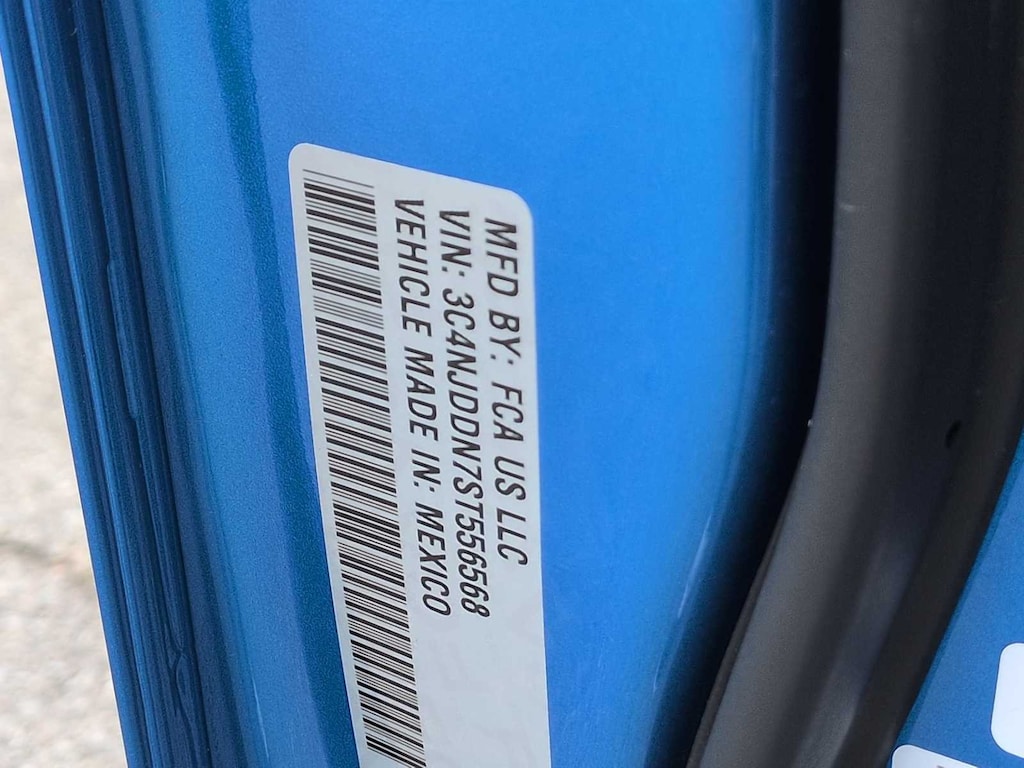 MFD BY: FCA US LLC
VIN: 3C4NJDDN7ST556568
VEHICLE MADE IN: MEXICO